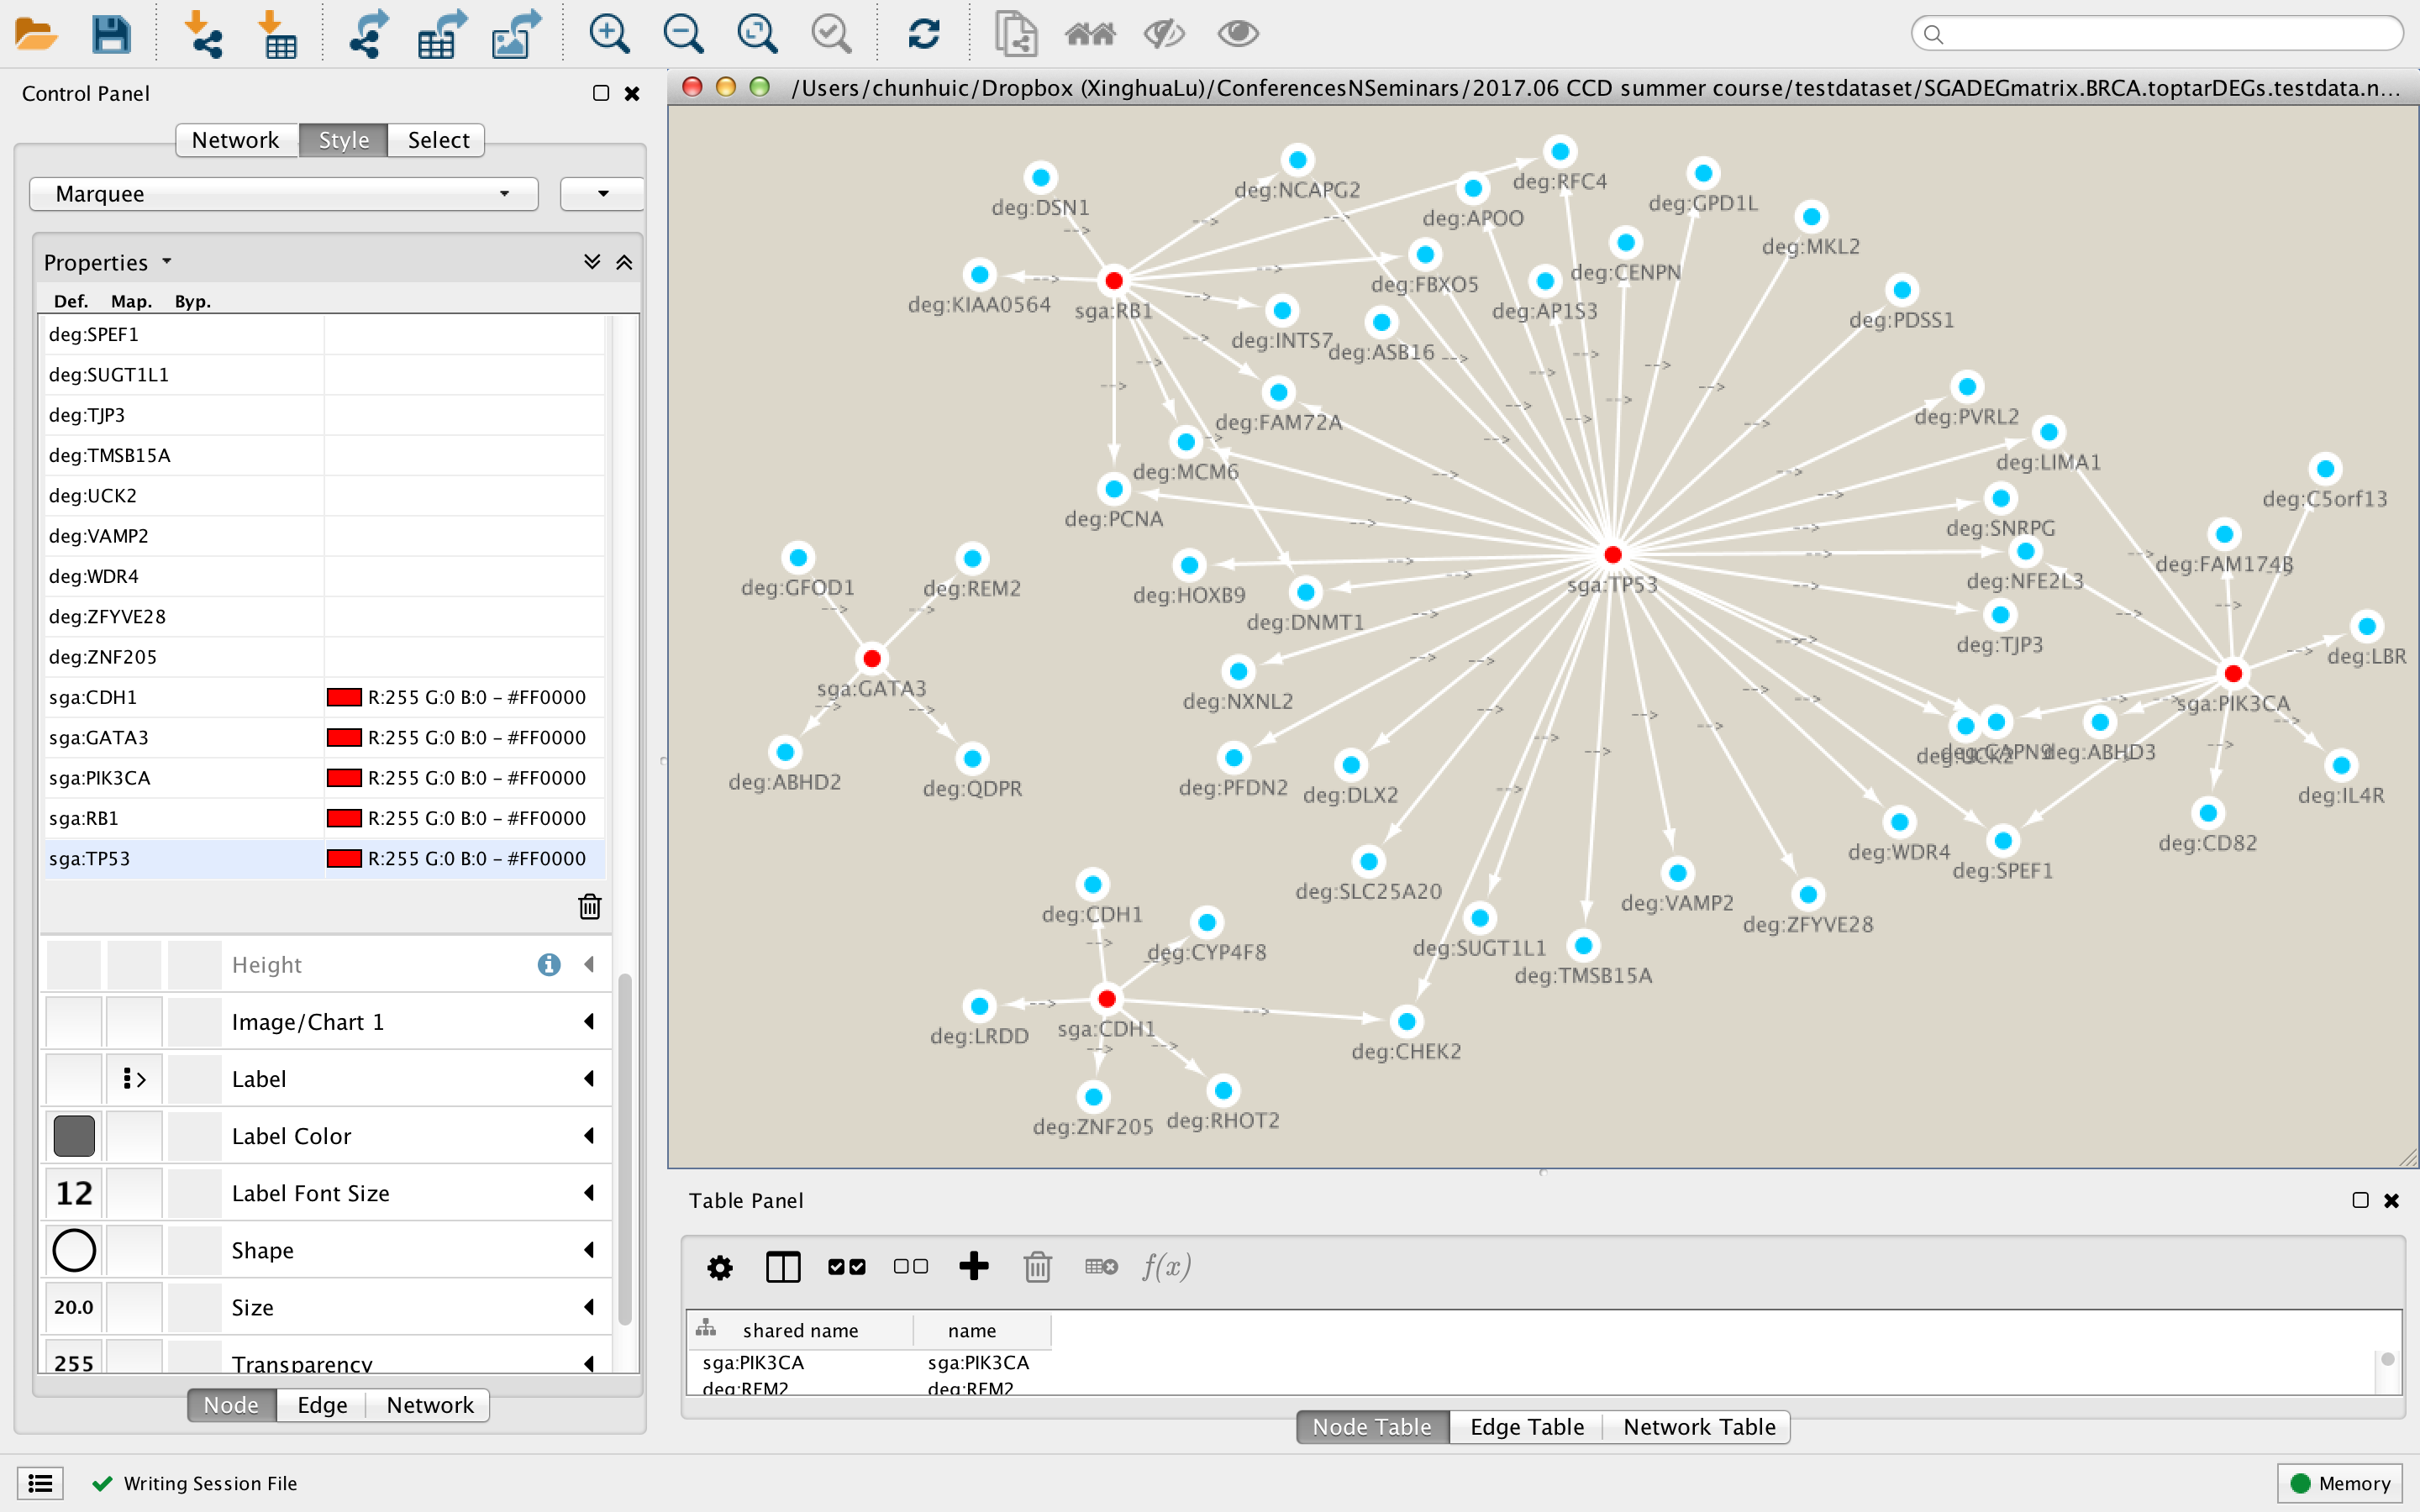 Control Panel
Network Style Select
Marquee
Properties
Def. Map. Byp.
deg:SPEF1
deg:SUGT1L1
deg:TJP3
deg:TMSB15A
deg:UCK2
deg:VAMP2
deg:WDR4
deg:ZFYVE28
deg:ZNF205
sga:CDH1 R:255 G:0 B:0 - #FF0000
sga:GATA3 R:255 G:0 B:0 - #FF0000
sga:PIK3CA R:255 G:0 B:0 - #FF0000
sga:RB1 R:255 G:0 B:0 - #FF0000
sga:TP53 R:255 G:0 B:0 - #FF0000
Height
Image/Chart 1
Label
Label Color
12 Label Font Size
Shape
20.0 Size
255 Transparency
Node Edge Network
Writing Session File
/Users/chunhuic/Dropbox (XinghuaLu)/ConferencesNSeminars/2017.06 CCD summer course/testdataset/SGADEGmatrix.BRCA.toptarDEGs.testdata.n...
deg:RFC4
deg:NCAPG2
deg:GPD1L
deg:DSN1
deg:APOO
deg:MKL2
deg:CENPN
deg:FBXO5
deg:KIAA0564
sga:RB1
deg:AP1S3
deg:PDSS1
deg:INTS7
deg:ASB16
deg:PVRL2
deg:FAM72A
deg:LIMA1
deg:MCM6
deg:C5orf13
deg:PCNA
deg:SNRPG
deg:FAM174B
deg:NFE2L3
sga:TP53
deg:GFOD1
deg:REM2
deg:HOXB9
deg:DNMT1
deg:TJP3
deg:LBR
sga:GATA3
deg:NXNL2
sga:PIK3CA
deg:UCK2
deg:CAPN9
deg:ABHD3
deg:ABHD2
deg:QDPR
deg:PFDN2
deg:DLX2
deg:IL4R
deg:CD82
deg:WDR4
deg:SPEF1
deg:SLC25A20
deg:VAMP2
deg:CDH1
deg:ZFYVE28
deg:CYP4F8
deg:SUGT1L1
deg:TMSB15A
deg:LRDD
sga:CDH1
deg:CHEK2
deg:ZNF205
deg:RHOT2
-->
Table Panel
f(x)
shared name name
sga:PIK3CA sga:PIK3CA
deg:REM2 deg:REM2
Node Table Edge Table Network Table
Memory